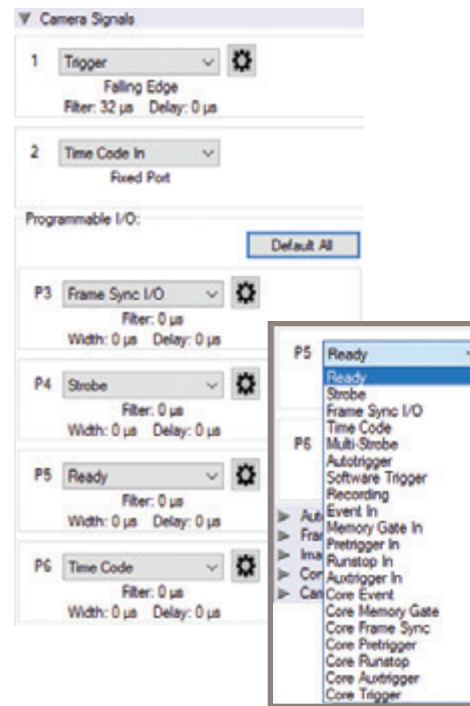 Camera Signals
1 Trigger
Falling Edge
Filter: 32 µs Delay: 0 µs
2 Time Code In
Fixed Port
Programmable I/O:
Default All
P3 Frame Sync I/O
Filter: 0 µs
Width: 0 µs Delay: 0 µs
P4 Strobe
Filter: 0 µs
Width: 0 µs Delay: 0 µs
P5 Ready
Filter: 0 µs
Width: 0 µs Delay: 0 µs
P6 Time Code
Filter: 0 µs
Width: 0 µs Delay: 0 µs
P5 Ready
Ready
Strobe
Frame Sync I/O
Time Code
P6 Multi-Strobe
Autotrigger
Software Trigger
Recording
Event In
Memory Gate In
Pretrigger In
Runstop In
Auxtrigger In
Core Event
Core Memory Gate
Core Frame Sync
Core Pretrigger
Core Runstop
Core Auxtrigger
Core Trigger
Aut
Fra
Ima
Cor
Can